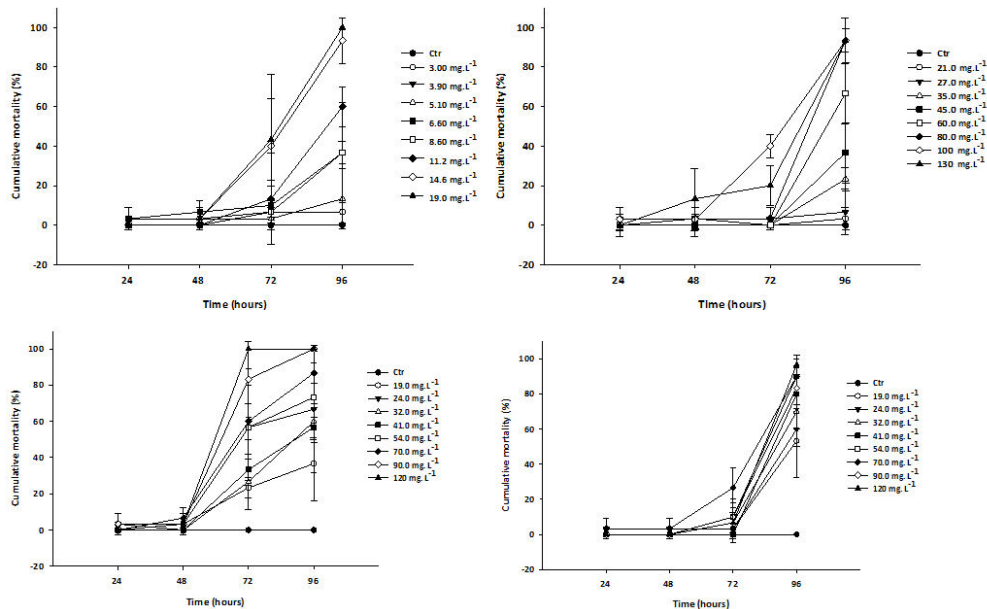 Cumulative mortality (%)
100
80
60
40
20
0
-20
24
48
72
96
Time (hours)
Ctr
3.00 mg.L-1
3.90 mg.L-1
5.10 mg.L-1
6.60 mg.L-1
8.60 mg.L-1
11.2 mg.L-1
14.6 mg.L-1
19.0 mg.L-1
Cumulative mortality (%)
100
80
60
40
20
0
-20
24
48
72
96
Time (hours)
Ctr
21.0 mg.L-1
27.0 mg.L-1
35.0 mg.L-1
45.0 mg.L-1
60.0 mg.L-1
80.0 mg.L-1
100 mg.L-1
130 mg.L-1
Cumulative mortality (%)
100
80
60
40
20
0
-20
24
48
72
96
Time (hours)
Ctr
19.0 mg.L-1
24.0 mg.L-1
32.0 mg.L-1
41.0 mg.L-1
54.0 mg.L-1
70.0 mg.L-1
90.0 mg.L-1
120 mg.L-1
Cumulative mortality (%)
100
80
60
40
20
0
-20
24
48
72
96
Time (hours)
Ctr
19.0 mg.L-1
24.0 mg.L-1
32.0 mg.L-1
41.0 mg.L-1
54.0 mg.L-1
70.0 mg.L-1
90.0 mg.L-1
120 mg.L-1